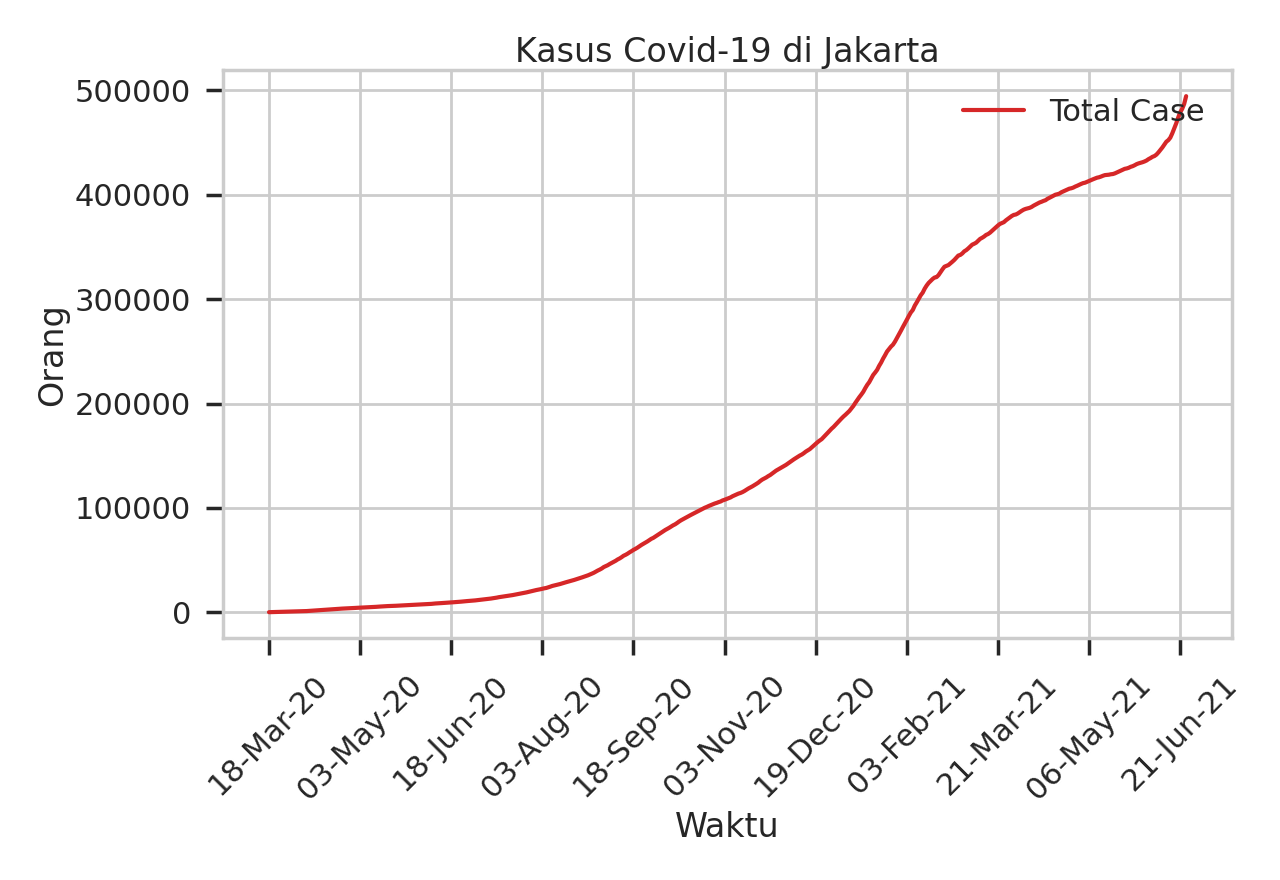 Kasus Covid-19 di Jakarta
Total Case
Orang
500000
400000
300000
200000
100000
0
18-Mar-20
03-May-20
18-Jun-20
03-Aug-20
18-Sep-20
03-Nov-20
19-Dec-20
03-Feb-21
21-Mar-21
06-May-21
21-Jun-21
Waktu